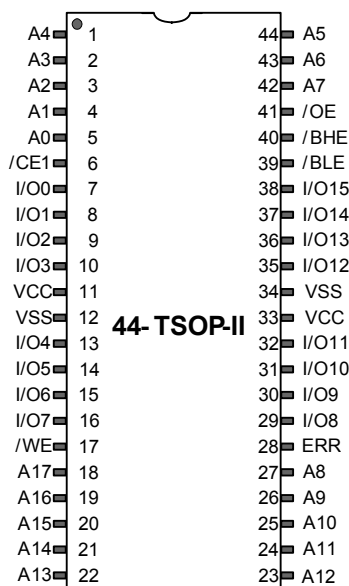 A4 1 44 A5
A3 2 43 A6
A2 3 42 A7
A1 4 41 /OE
A0 5 40 /BHE
/CE1 6 39 /BLE
I/O0 7 38 I/O15
I/O1 8 37 I/O14
I/O2 9 36 I/O13
I/O3 10 35 I/O12
VCC 11 34 VSS
VSS 12 33 VCC
44-TSOP-II
I/O4 13 32 I/O11
I/O5 14 31 I/O10
I/O6 15 30 I/O9
I/O7 16 29 I/O8
/WE 17 28 ERR
A17 18 27 A8
A16 19 26 A9
A15 20 25 A10
A14 21 24 A11
A13 22 23 A12